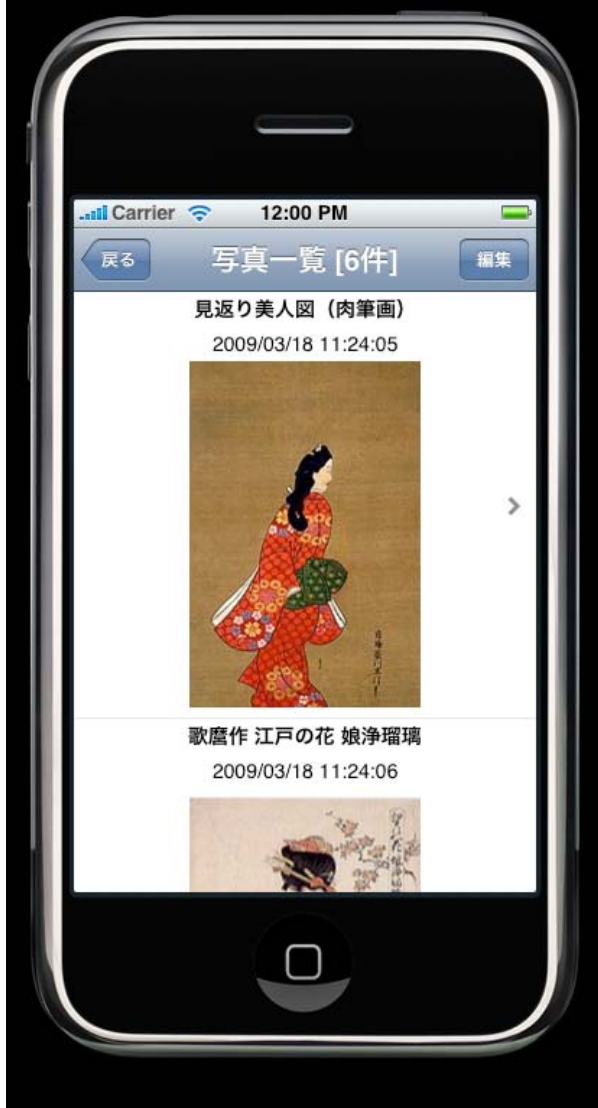 Carrier 12:00 PM
戻る 写真一覧 [6件] 編集
見返り美人図（肉筆画）
2009/03/18 11:24:05
歌麿作 江戸の花 娘浄瑠璃
2009/03/18 11:24:06